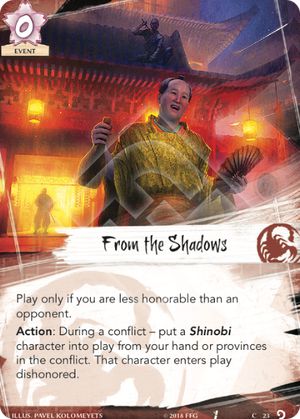 0
EVENT
From the Shadows
Play only if you are less honorable than an
opponent.
Action: During a conflict – put a Shinobi
character into play from your hand or provinces
in the conflict. That character enters play
dishonored.
ILLUS. PAVEL KOLOMEYETS
©2018 FFG
C 23